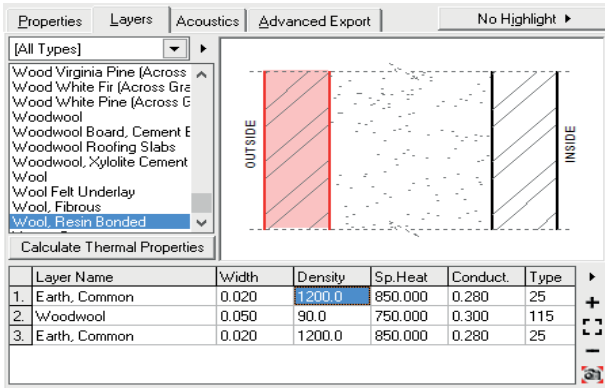 Properties Layers Acoustics Advanced Export No Highlight
[All Types]
Wood Virginia Pine (Across
Wood White Fir (Across Gra
Wood White Pine (Across G
Woodwool
Woodwool Board, Cement B
Woodwool Roofing Slabs
Woodwool, Xylolite Cement
Wool
Wool Felt Underlay
Wool, Fibrous
Wool, Resin Bonded
Calculate Thermal Properties
OUTSIDE
INSIDE
Layer Name Width Density Sp.Heat Conduct. Type
1. Earth, Common 0.020 1200.0 850.000 0.280 25
2. Woodwool 0.050 90.0 750.000 0.300 115
3. Earth, Common 0.020 1200.0 850.000 0.280 25